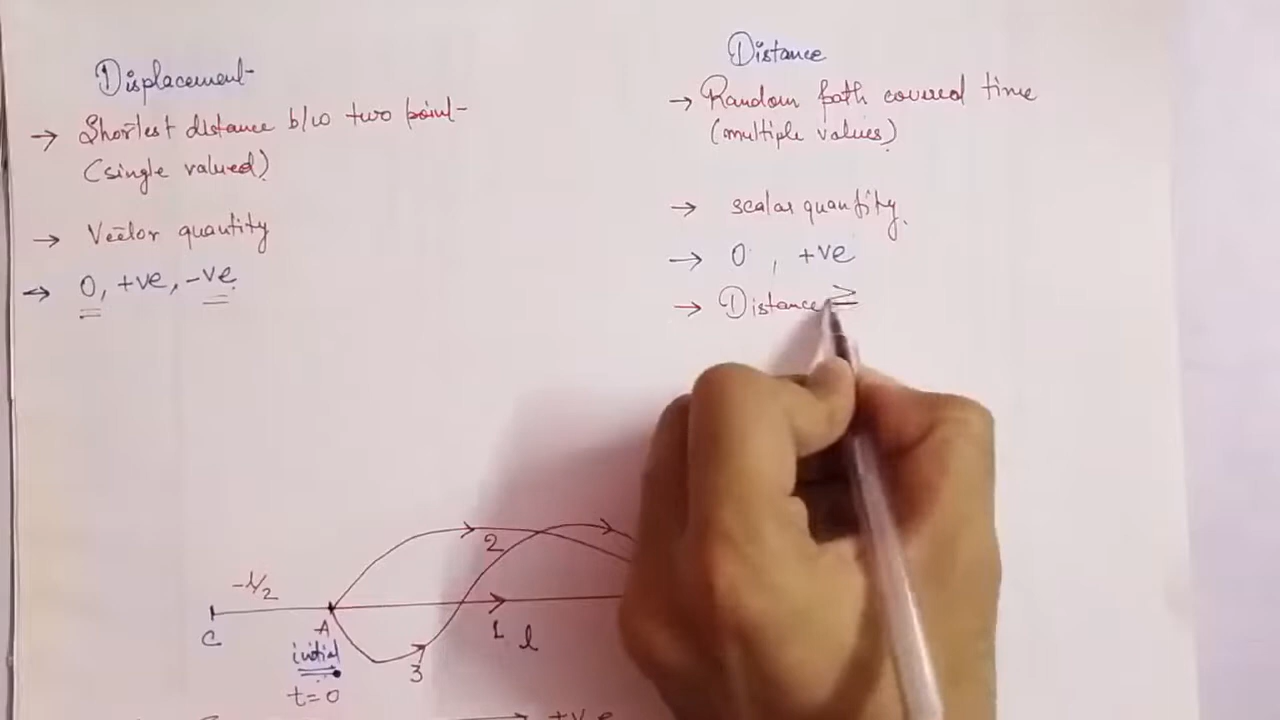 Displacement
→ Shortest distance b/w two point
(single valued)
→ Vector quantity
→ 0, +ve, -ve.
Distance
→ Random path covered time
(multiple values)
→ scalar quantity.
→ 0, +ve
→ Distance ≥
-l/2
2
C
A
1 l
initial
3
t=0
+ve